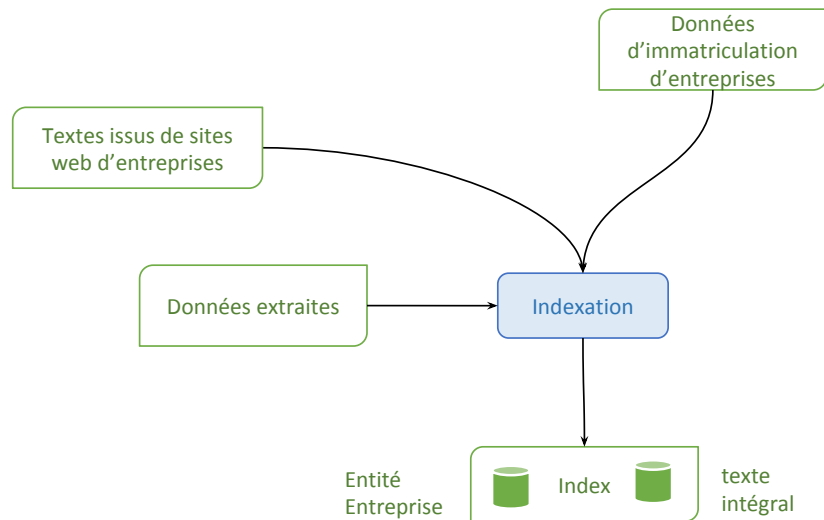 Données
d’immatriculation
d’entreprises
Textes issus de sites
web d’entreprises
Données extraites
Indexation
Entité
Entreprise
Index
texte
intégral